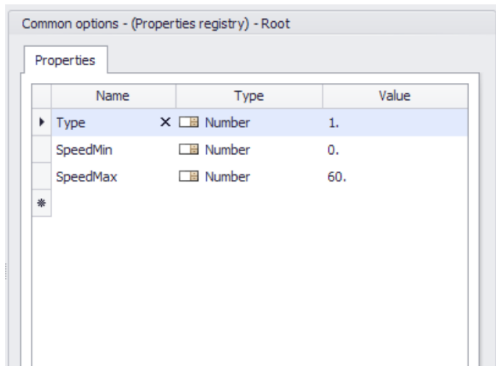 Common options - (Properties registry) - Root
Properties
Name Type Value
Type Number 1.
SpeedMin Number 0.
SpeedMax Number 60.